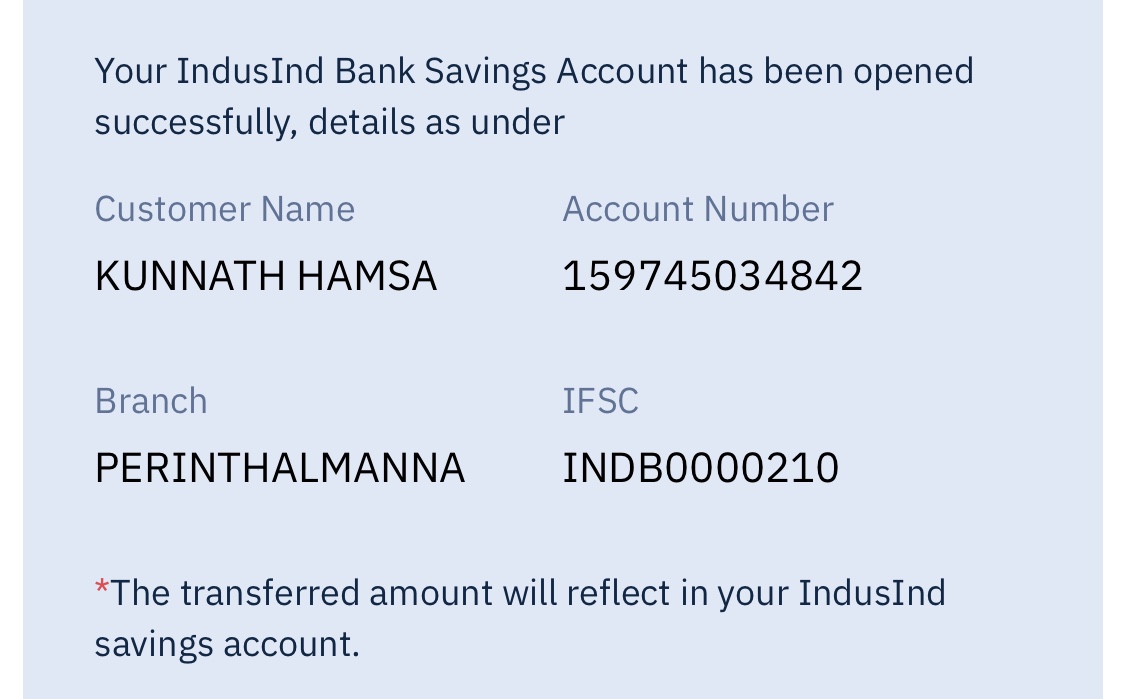 Your IndusInd Bank Savings Account has been opened
successfully, details as under
Customer Name Account Number
KUNNATH HAMSA 159745034842
Branch IFSC
PERINTHALMANNA INDB0000210
*The transferred amount will reflect in your IndusInd
savings account.